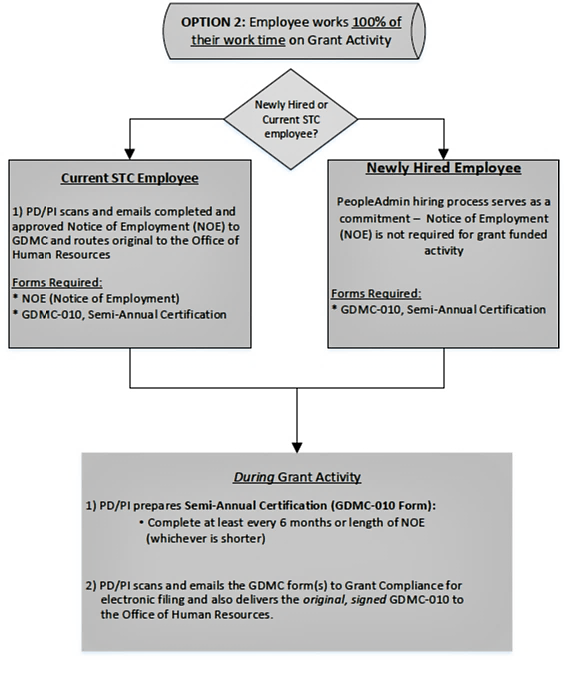 OPTION 2: Employee works 100% of
their work time on Grant Activity
Newly Hired or
Current STC
employee?
Current STC Employee
1) PD/PI scans and emails completed and
approved Notice of Employment (NOE) to
GDMC and routes original to the Office of
Human Resources
Forms Required:
* NOE (Notice of Employment)
* GDMC-010, Semi-Annual Certification
Newly Hired Employee
PeopleAdmin hiring process serves as a
commitment – Notice of Employment
(NOE) is not required for grant funded
activity
Forms Required:
* GDMC-010, Semi-Annual Certification
During Grant Activity
1) PD/PI prepares Semi-Annual Certification (GDMC-010 Form):
• Complete at least every 6 months or length of NOE
(whichever is shorter)
2) PD/PI scans and emails the GDMC form(s) to Grant Compliance for
electronic filing and also delivers the original, signed GDMC-010 to
the Office of Human Resources.